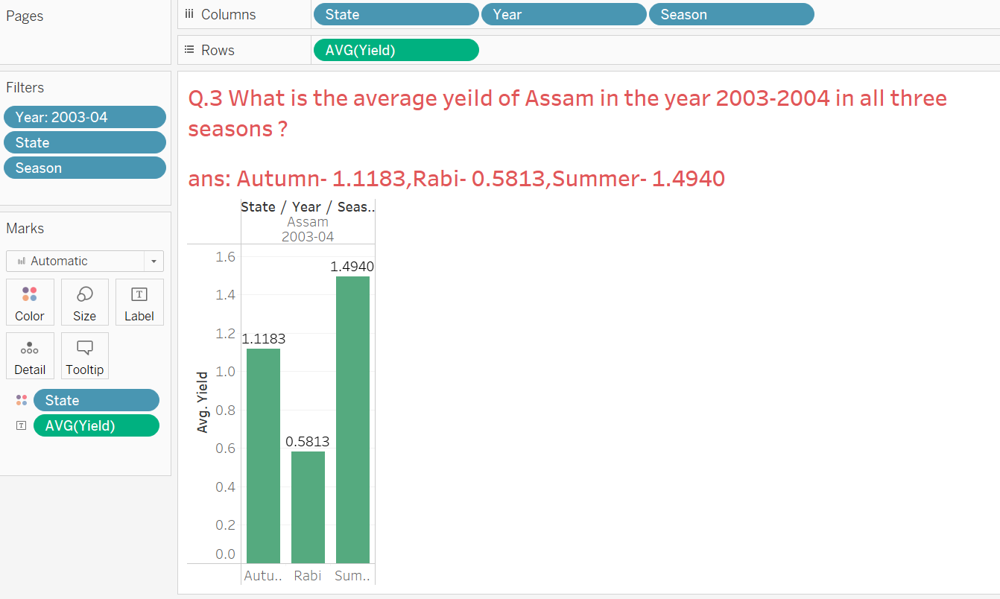 Pages
Columns
State
Year
Season
Rows
AVG(Yield)
Filters
Year: 2003-04
State
Season
Marks
Automatic
Color
Size
Label
Detail
Tooltip
State
AVG(Yield)
Q.3 What is the average yeild of Assam in the year 2003-2004 in all three
seasons ?
ans: Autumn- 1.1183,Rabi- 0.5813,Summer- 1.4940
State / Year / Seas..
Assam
2003-04
Avg. Yield
1.6
1.4
1.2
1.0
0.8
0.6
0.4
0.2
0.0
1.1183
0.5813
1.4940
Autu.. Rabi Sum..